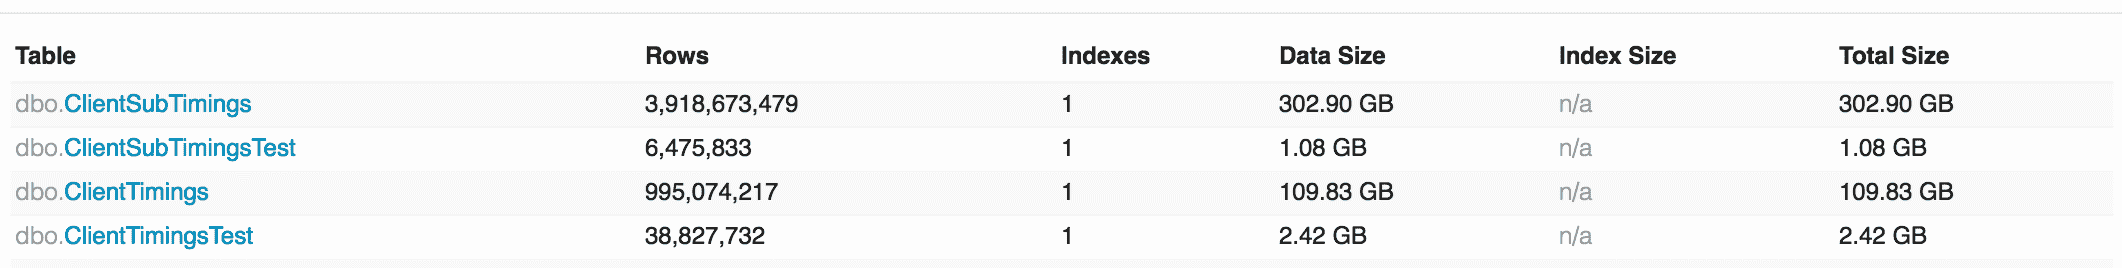 Table Rows Indexes Data Size Index Size Total Size
dbo.ClientSubTimings 3,918,673,479 1 302.90 GB n/a 302.90 GB
dbo.ClientSubTimingsTest 6,475,833 1 1.08 GB n/a 1.08 GB
dbo.ClientTimings 995,074,217 1 109.83 GB n/a 109.83 GB
dbo.ClientTimingsTest 38,827,732 1 2.42 GB n/a 2.42 GB